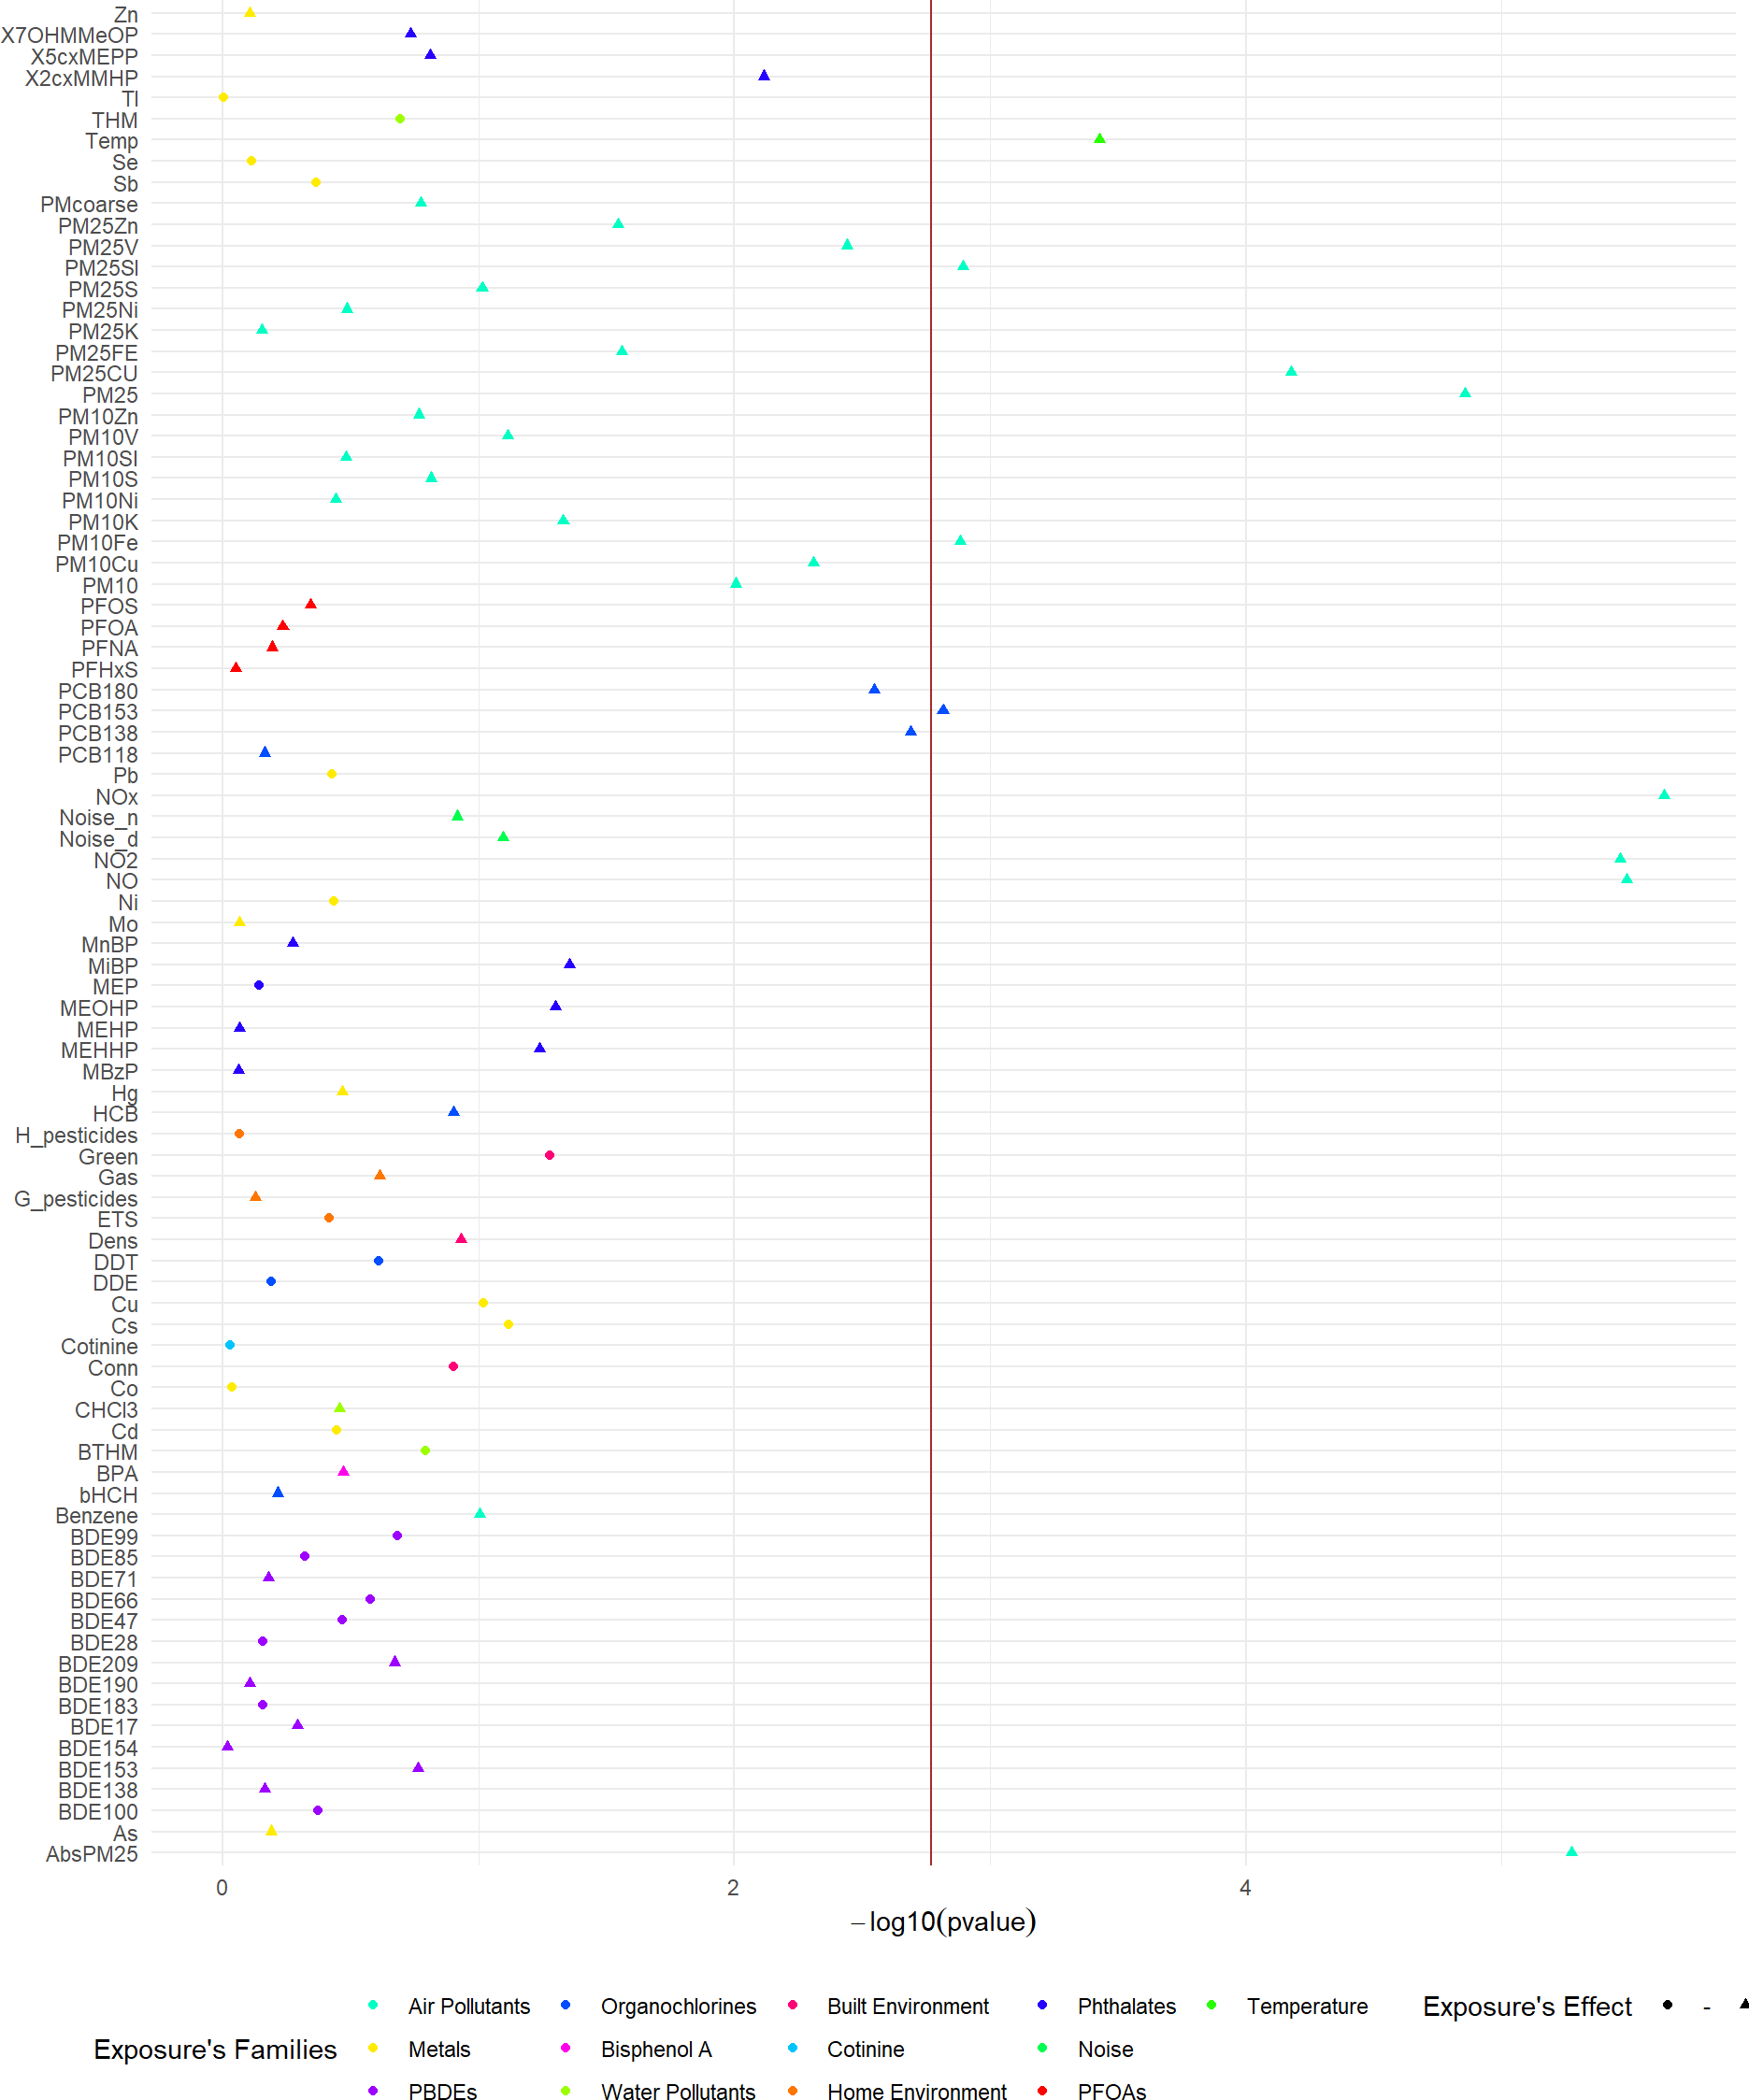 Zn
X7OHMMeOP
X5cxMEPP
X2cxMMHP
Tl
THM
Temp
Se
Sb
PMcoarse
PM25Zn
PM25V
PM25SI
PM25S
PM25Ni
PM25K
PM25FE
PM25CU
PM25
PM10Zn
PM10V
PM10SI
PM10S
PM10Ni
PM10K
PM10Fe
PM10Cu
PM10
PFOS
PFOA
PFNA
PFHxS
PCB180
PCB153
PCB138
PCB118
Pb
NOx
Noise_n
Noise_d
NO2
NO
Ni
Mo
MnBP
MiBP
MEP
MEOHP
MEHP
MEHHP
MBzP
Hg
HCB
H_pesticides
Green
Gas
G_pesticides
ETS
Dens
DDT
DDE
Cu
Cs
Cotinine
Conn
Co
CHCl3
Cd
BTHM
BPA
bHCH
Benzene
BDE99
BDE85
BDE71
BDE66
BDE47
BDE28
BDE209
BDE190
BDE183
BDE17
BDE154
BDE153
BDE138
BDE100
As
AbsPM25
0 2 4
−log10(pvalue)
Air Pollutants Organochlorines Built Environment Phthalates Temperature Exposure's Effect -
Exposure's Families Metals Bisphenol A Cotinine Noise
PBDEs Water Pollutants Home Environment PFOAs